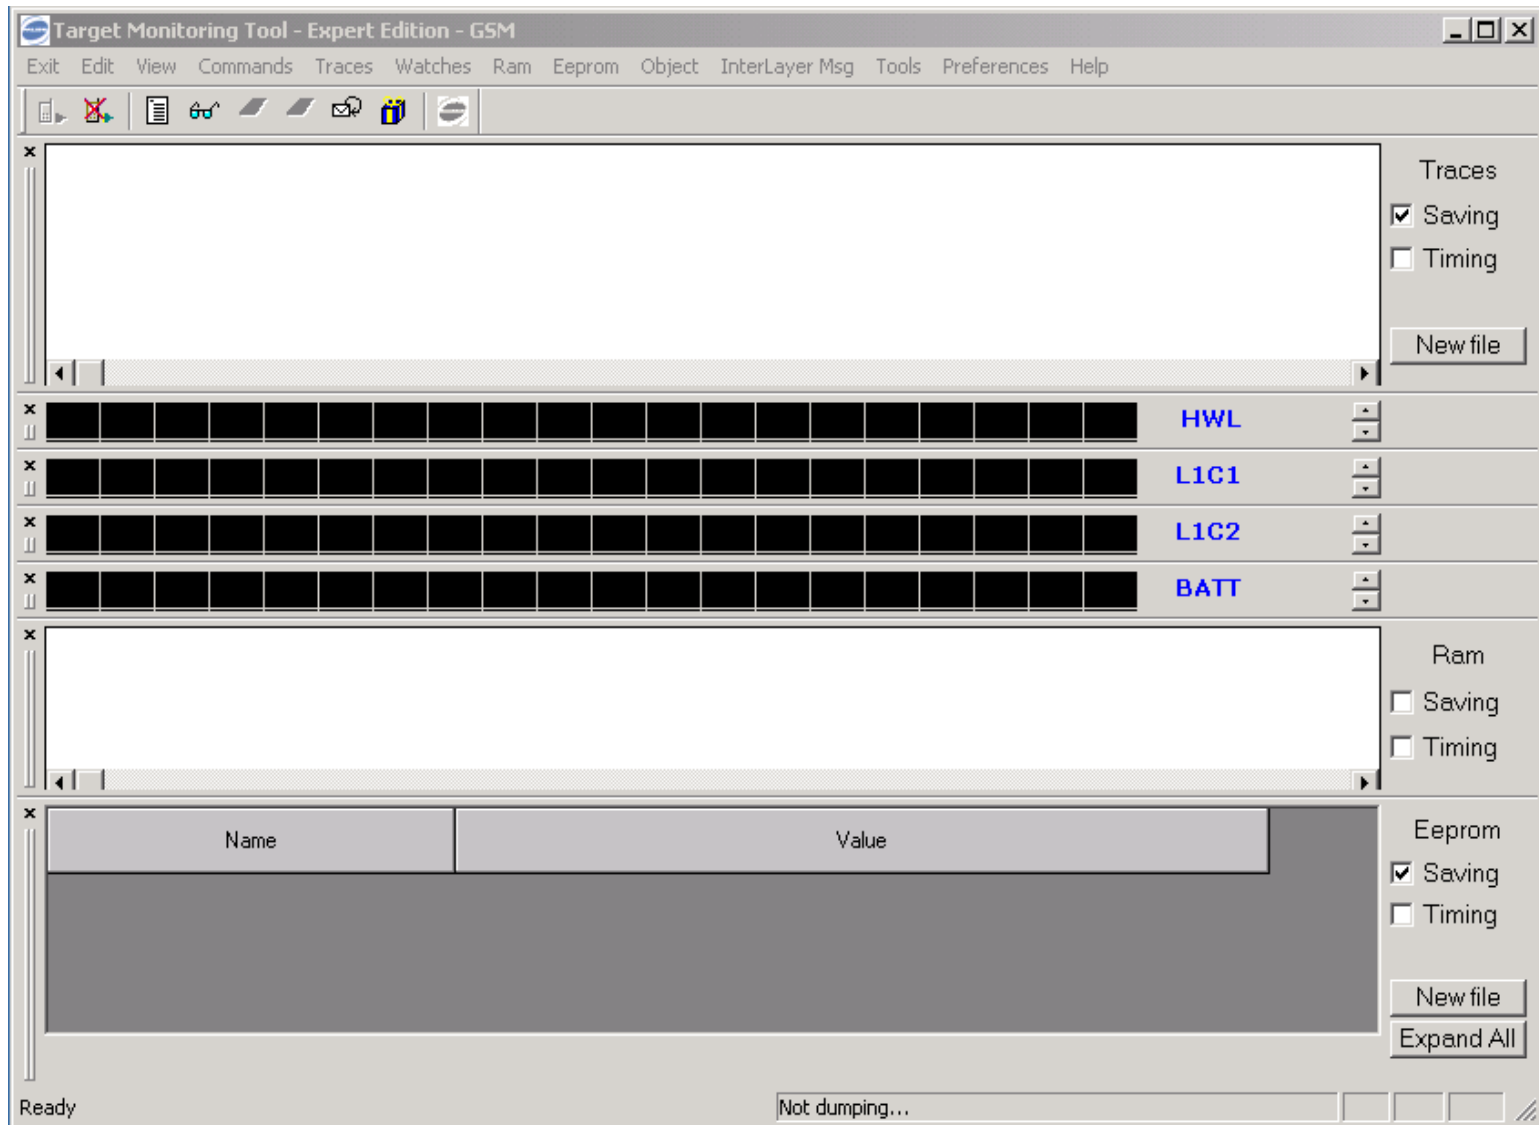 Target Monitoring Tool - Expert Edition - GSM
Exit Edit View Commands Traces Watches Ram Eeprom Object InterLayer Msg Tools Preferences Help
Traces
Saving
Timing
New file
HWL
L1C1
L1C2
BATT
Ram
Saving
Timing
Name Value
Eeprom
Saving
Timing
New file
Expand All
Ready Not dumping...